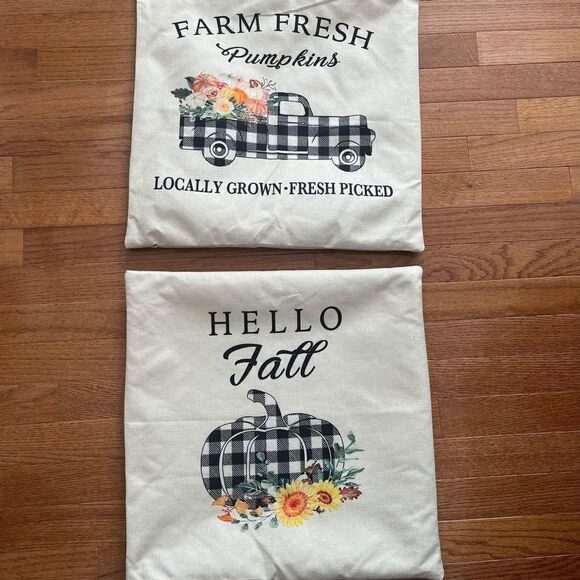 FARM FRESH
Pumpkins
LOCALLY GROWN • FRESH PICKED
HELLO
Fall